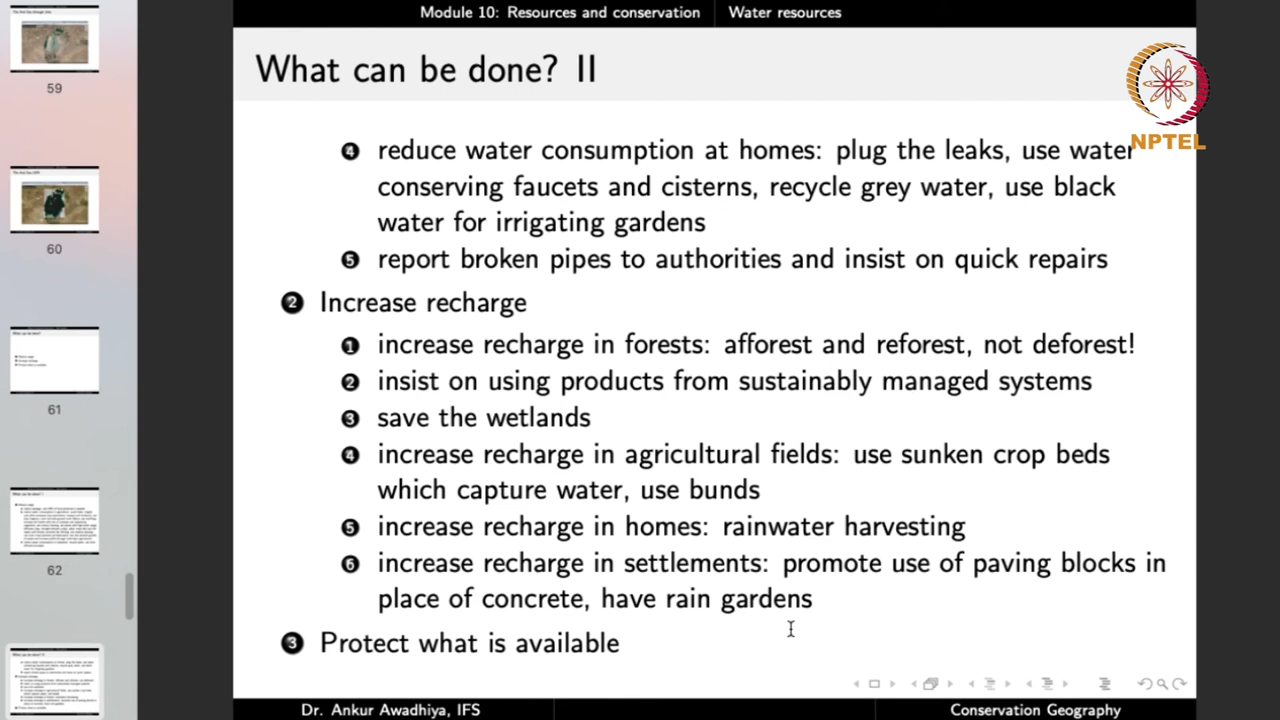 Module 10: Resources and conservation
Water resources
What can be done? II
NPTEL
4 reduce water consumption at homes: plug the leaks, use water
conserving faucets and cisterns, recycle grey water, use black
water for irrigating gardens
5 report broken pipes to authorities and insist on quick repairs
2 Increase recharge
1 increase recharge in forests: afforest and reforest, not deforest!
2 insist on using products from sustainably managed systems
3 save the wetlands
4 increase recharge in agricultural fields: use sunken crop beds
which capture water, use bunds
5 increase recharge in homes: rainwater harvesting
6 increase recharge in settlements: promote use of paving blocks in
place of concrete, have rain gardens
3 Protect what is available
Dr. Ankur Awadhiya, IFS
Conservation Geography
59
60
61
62